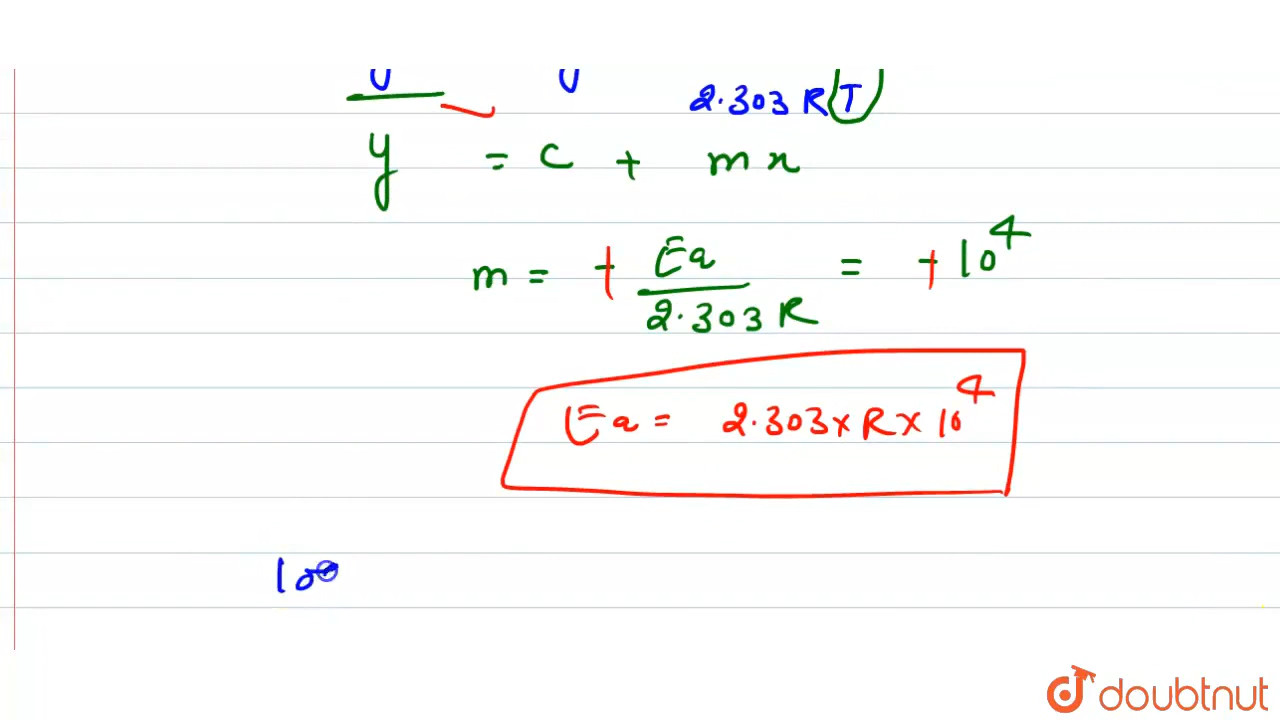 2.303 R T
y = c + m x
m = + Ea / 2.303 R = + 10^4
Ea = 2.303 x R x 10^4
doubtnut